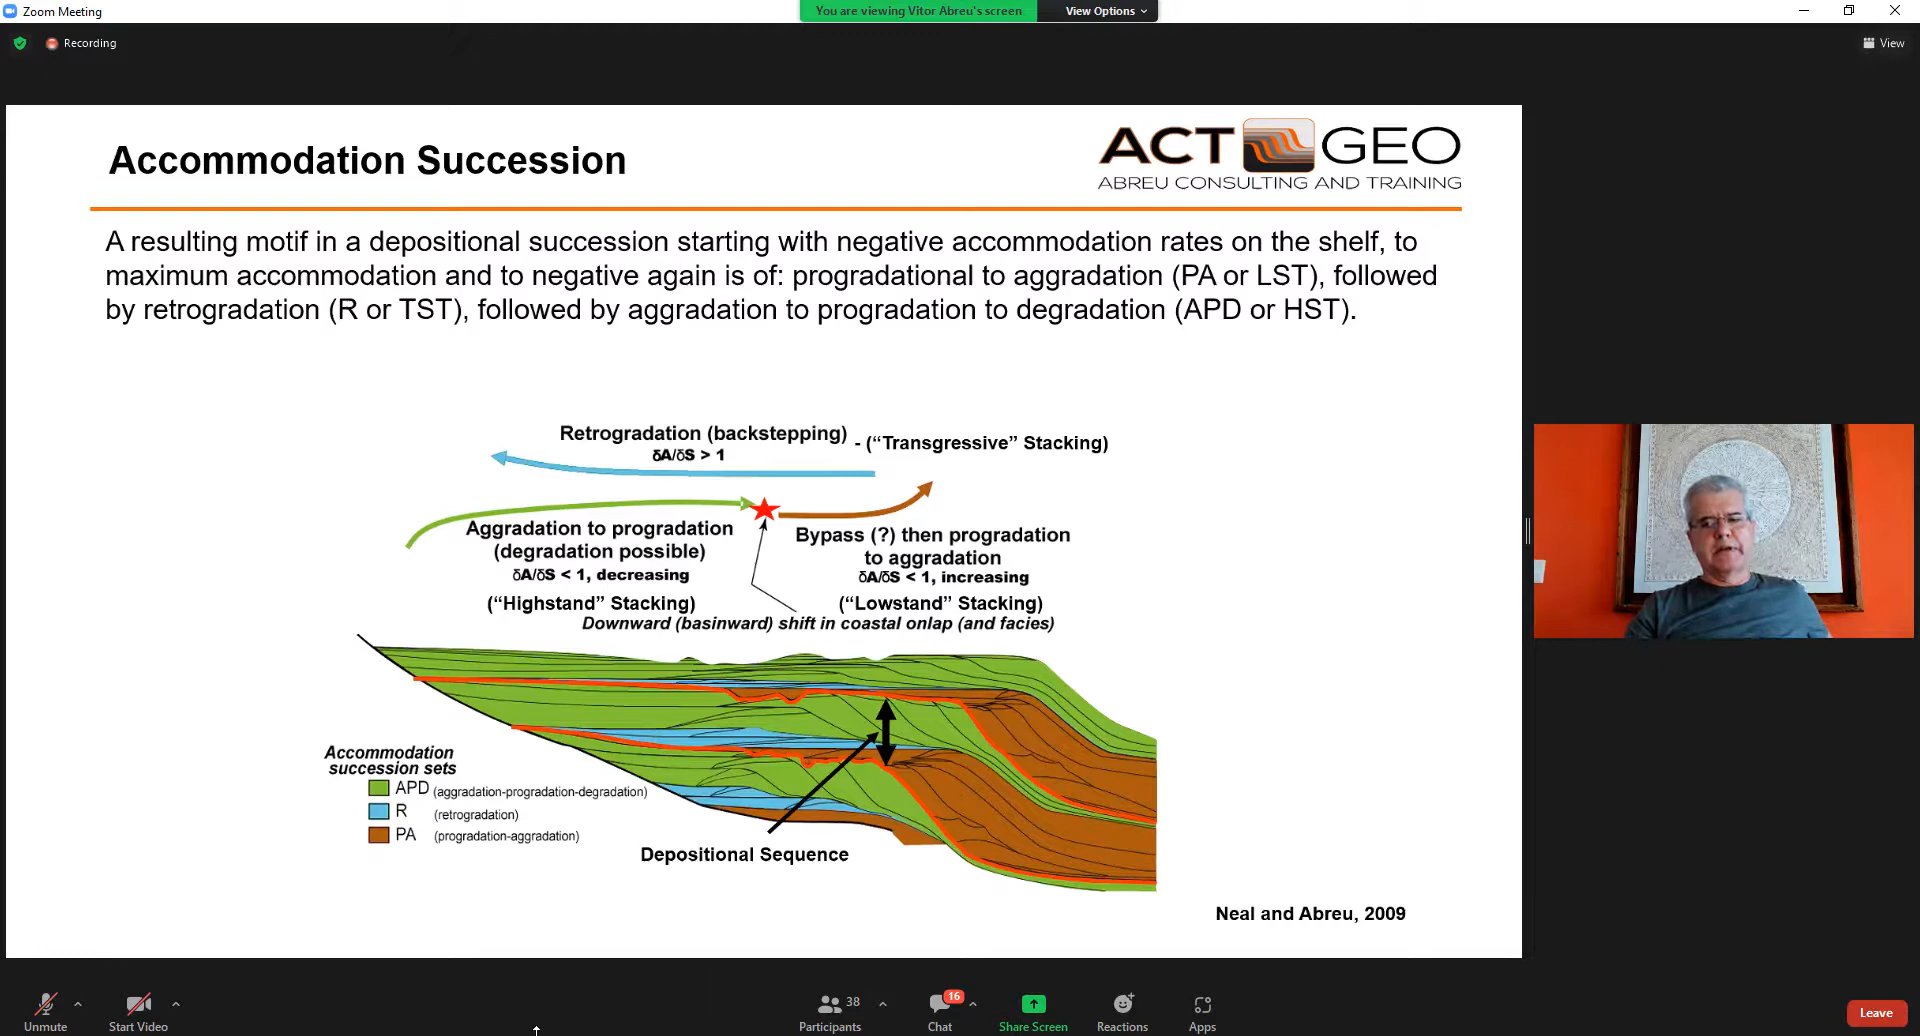 Zoom Meeting
You are viewing Vitor Abreu's screen
View Options
Recording
View
Accommodation Succession
ACT GEO
ABREU CONSULTING AND TRAINING
A resulting motif in a depositional succession starting with negative accommodation rates on the shelf, to
maximum accommodation and to negative again is of: progradational to aggradation (PA or LST), followed
by retrogradation (R or TST), followed by aggradation to progradation to degradation (APD or HST).
Retrogradation (backstepping) - (“Transgressive” Stacking)
δA/δS > 1
Aggradation to progradation
(degradation possible)
δA/δS < 1, decreasing
(“Highstand” Stacking)
Bypass (?) then progradation
to aggradation
δA/δS < 1, increasing
(“Lowstand” Stacking)
Downward (basinward) shift in coastal onlap (and facies)
Accommodation
succession sets
APD (aggradation-progradation-degradation)
R (retrogradation)
PA (progradation-aggradation)
Depositional Sequence
Neal and Abreu, 2009
Unmute
Start Video
38
Participants
16
Chat
Share Screen
Reactions
Apps
Leave